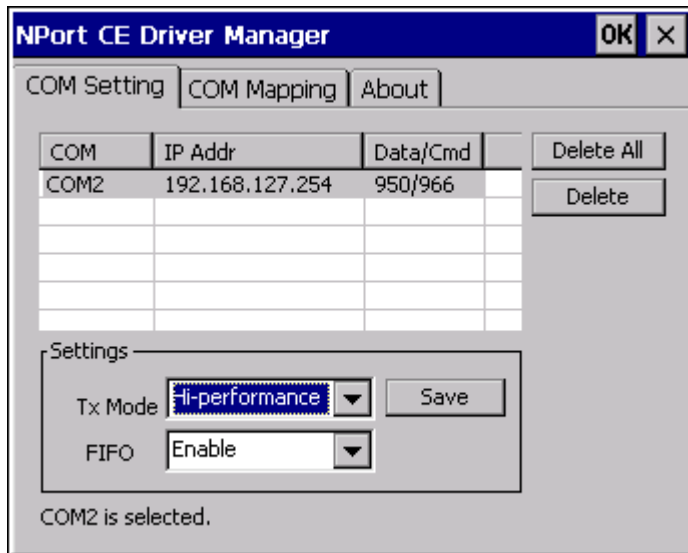 NPort CE Driver Manager OK ×
COM Setting COM Mapping About
COM IP Addr Data/Cmd Delete All
COM2 192.168.127.254 950/966
Delete
Settings
Tx Mode Hi-performance Save
FIFO Enable
COM2 is selected.